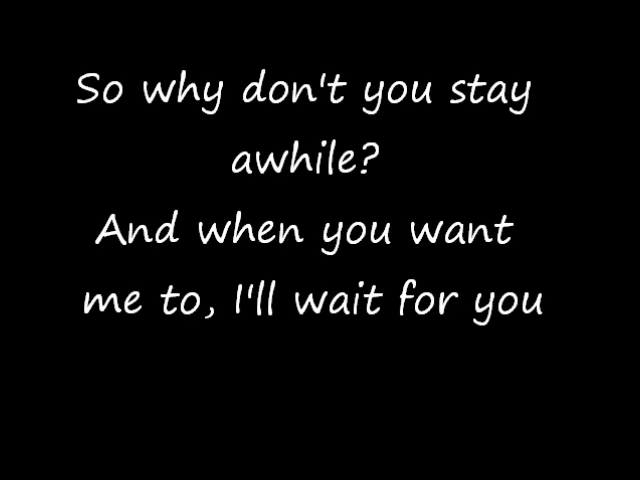 So why don't you stay
awhile?
And when you want
me to, I'll wait for you